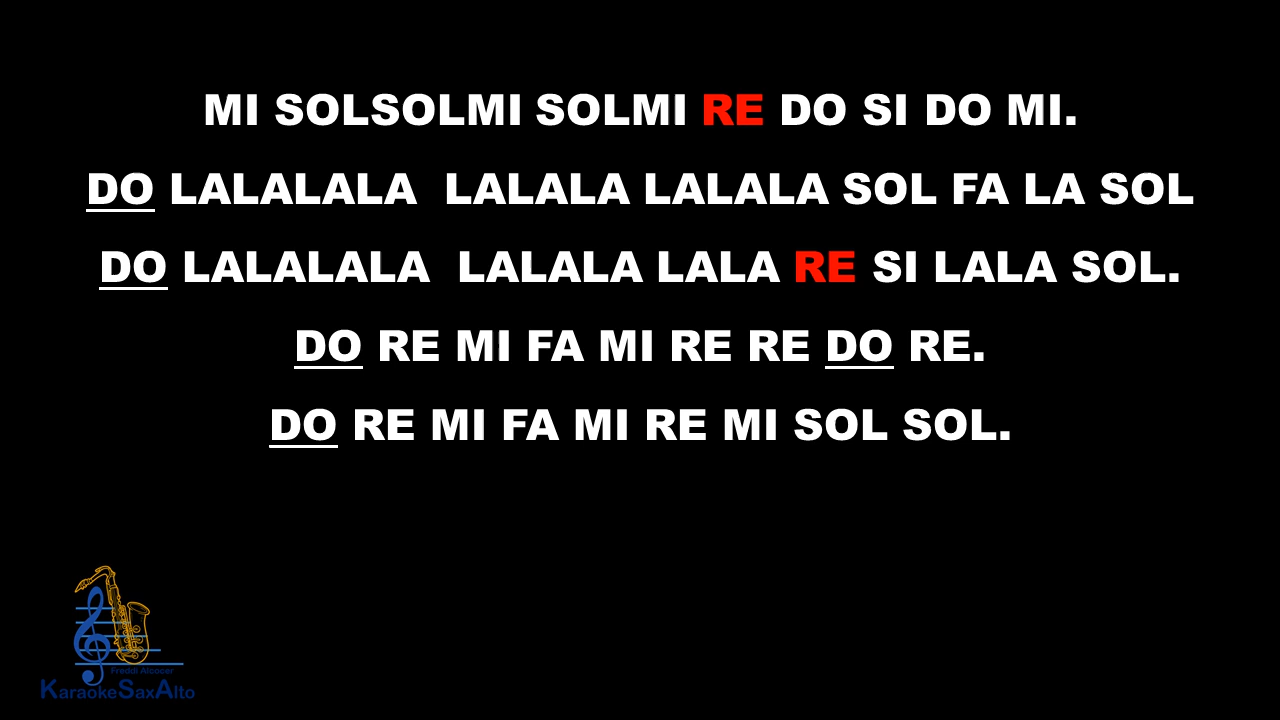 MI SOLSOLMI SOLMI RE DO SI DO MI.
DO LALALALA LALALA LALALA SOL FA LA SOL
DO LALALALA LALALA LALA RE SI LALA SOL.
DO RE MI FA MI RE RE DO RE.
DO RE MI FA MI RE MI SOL SOL.
Freddi Alcocer
KaraokeSaxAlto